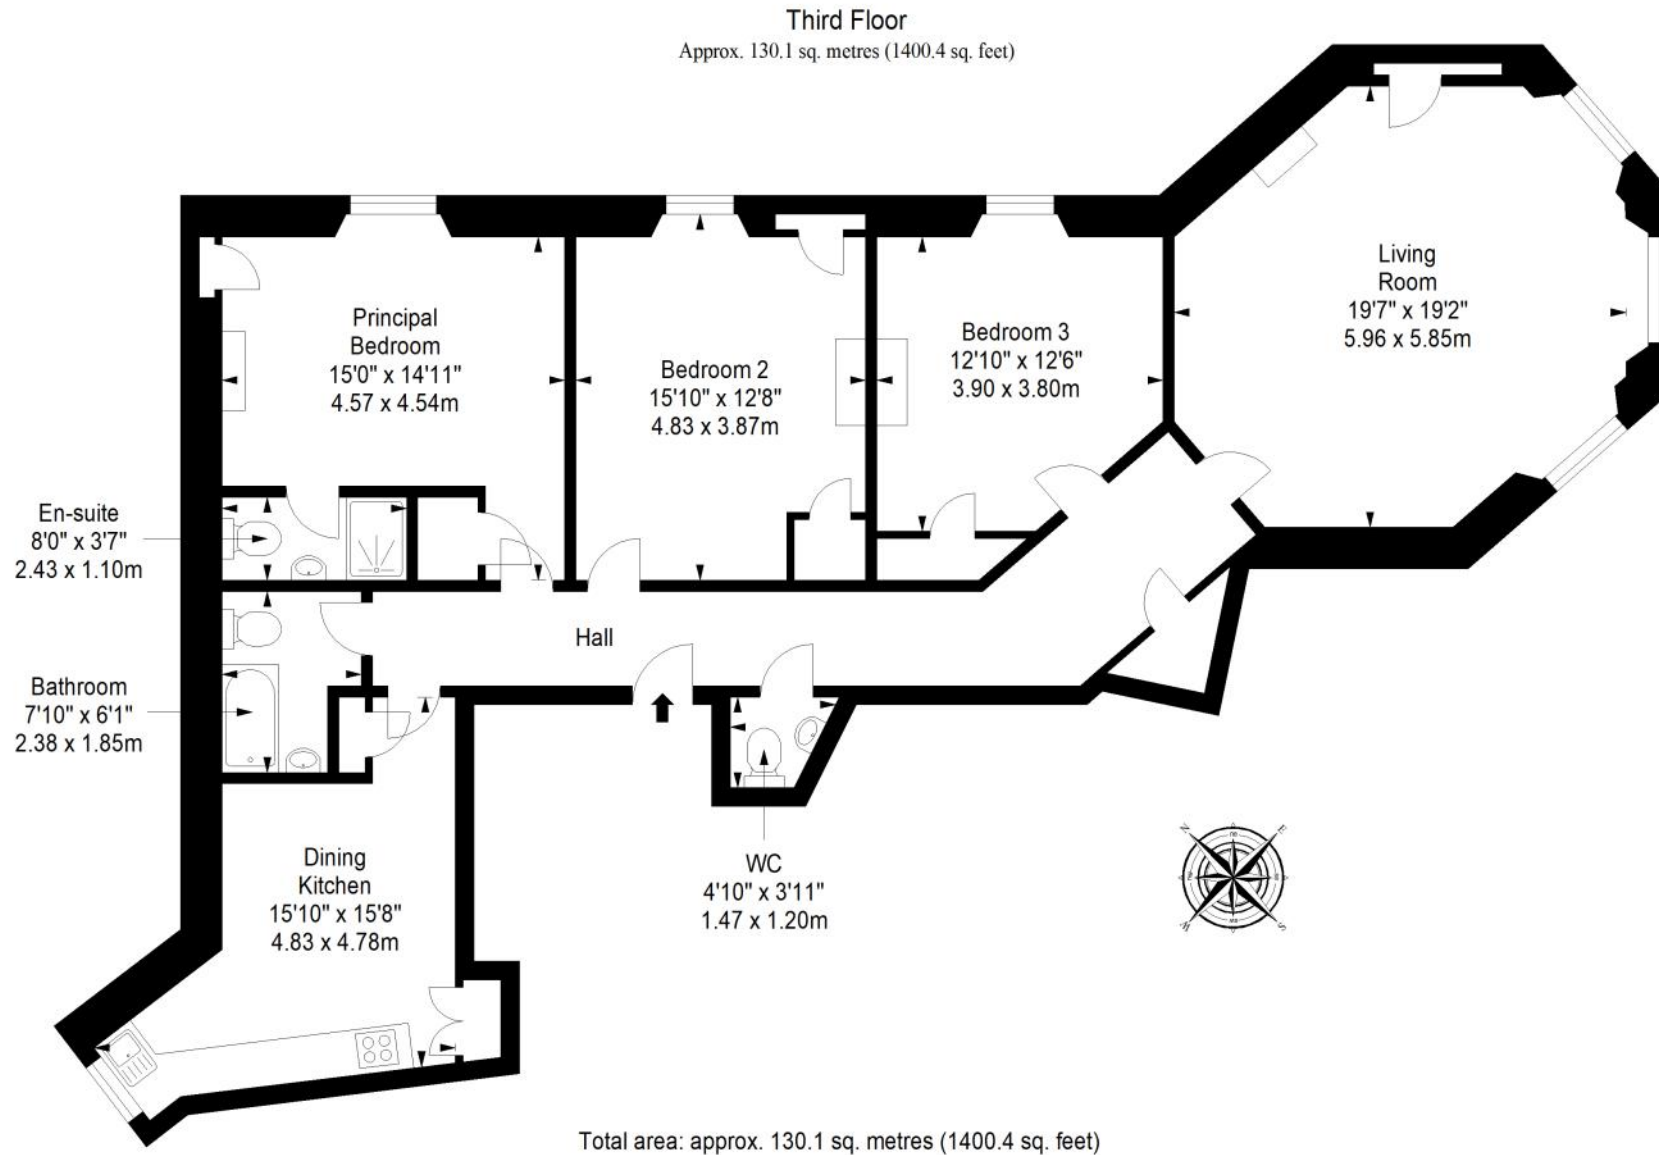 Third Floor
Approx. 130.1 sq. metres (1400.4 sq. feet)
Living
Room
19'7" x 19'2"
5.96 x 5.85m
Principal
Bedroom
15'0" x 14'11"
4.57 x 4.54m
Bedroom 2
15'10" x 12'8"
4.83 x 3.87m
Bedroom 3
12'10" x 12'6"
3.90 x 3.80m
En-suite
8'0" x 3'7"
2.43 x 1.10m
Hall
Bathroom
7'10" x 6'1"
2.38 x 1.85m
Dining
Kitchen
15'10" x 15'8"
4.83 x 4.78m
WC
4'10" x 3'11"
1.47 x 1.20m
N
E
W
S
Total area: approx. 130.1 sq. metres (1400.4 sq. feet)